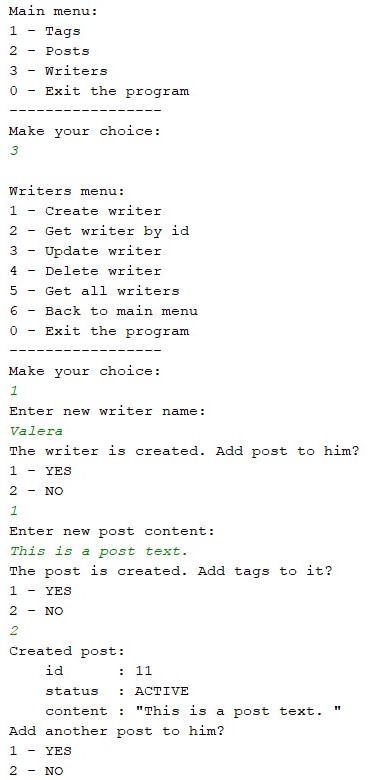 Main menu:
1 - Tags
2 - Posts
3 - Writers
0 - Exit the program
-----------------
Make your choice:
3

Writers menu:
1 - Create writer
2 - Get writer by id
3 - Update writer
4 - Delete writer
5 - Get all writers
6 - Back to main menu
0 - Exit the program
-----------------
Make your choice:
1
Enter new writer name:
Valera
The writer is created. Add post to him?
1 - YES
2 - NO
1
Enter new post content:
This is a post text.
The post is created. Add tags to it?
1 - YES
2 - NO
2
Created post:
    id      : 11
    status  : ACTIVE
    content : "This is a post text. "
Add another post to him?
1 - YES
2 - NO